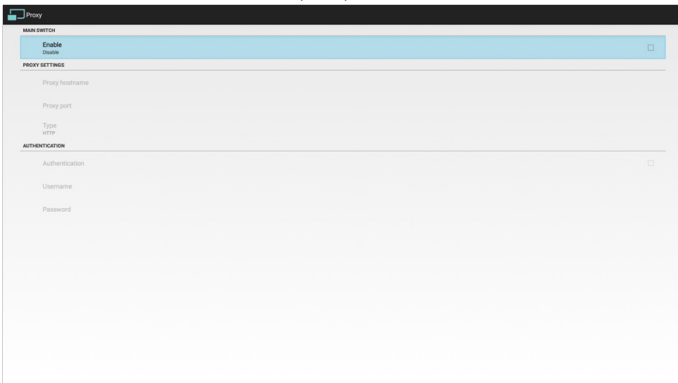 Proxy
MAIN SWITCH
Enable
Disable
PROXY SETTINGS
Proxy hostname
Proxy port
Type
HTTP
AUTHENTICATION
Authentication
Username
Password